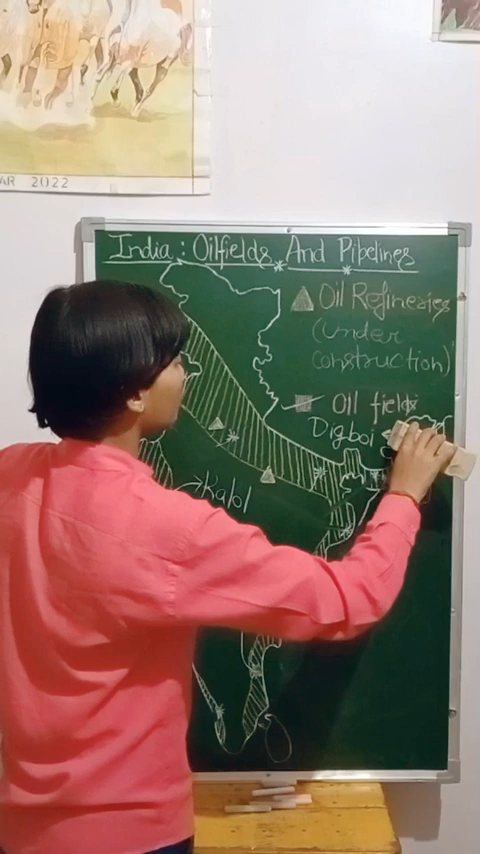 AR 2022
India : Oilfields And Pipelines
Oil Refineries
(Under
construction)
Oil fields
Digboi
Kalol